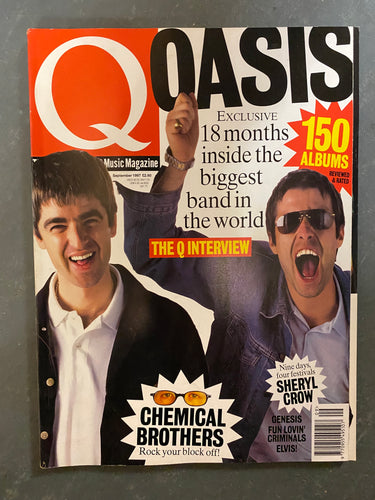 Q
OASIS
Music Magazine
September 1997 £2.60
EXCLUSIVE
18 months
inside the
biggest
band in
the world
150
ALBUMS
REVIEWED
& RATED
THE Q INTERVIEW
CHEMICAL
BROTHERS
Rock your block off!
Nine days,
four festivals
SHERYL
CROW
GENESIS
FUN LOVIN'
CRIMINALS
ELVIS!